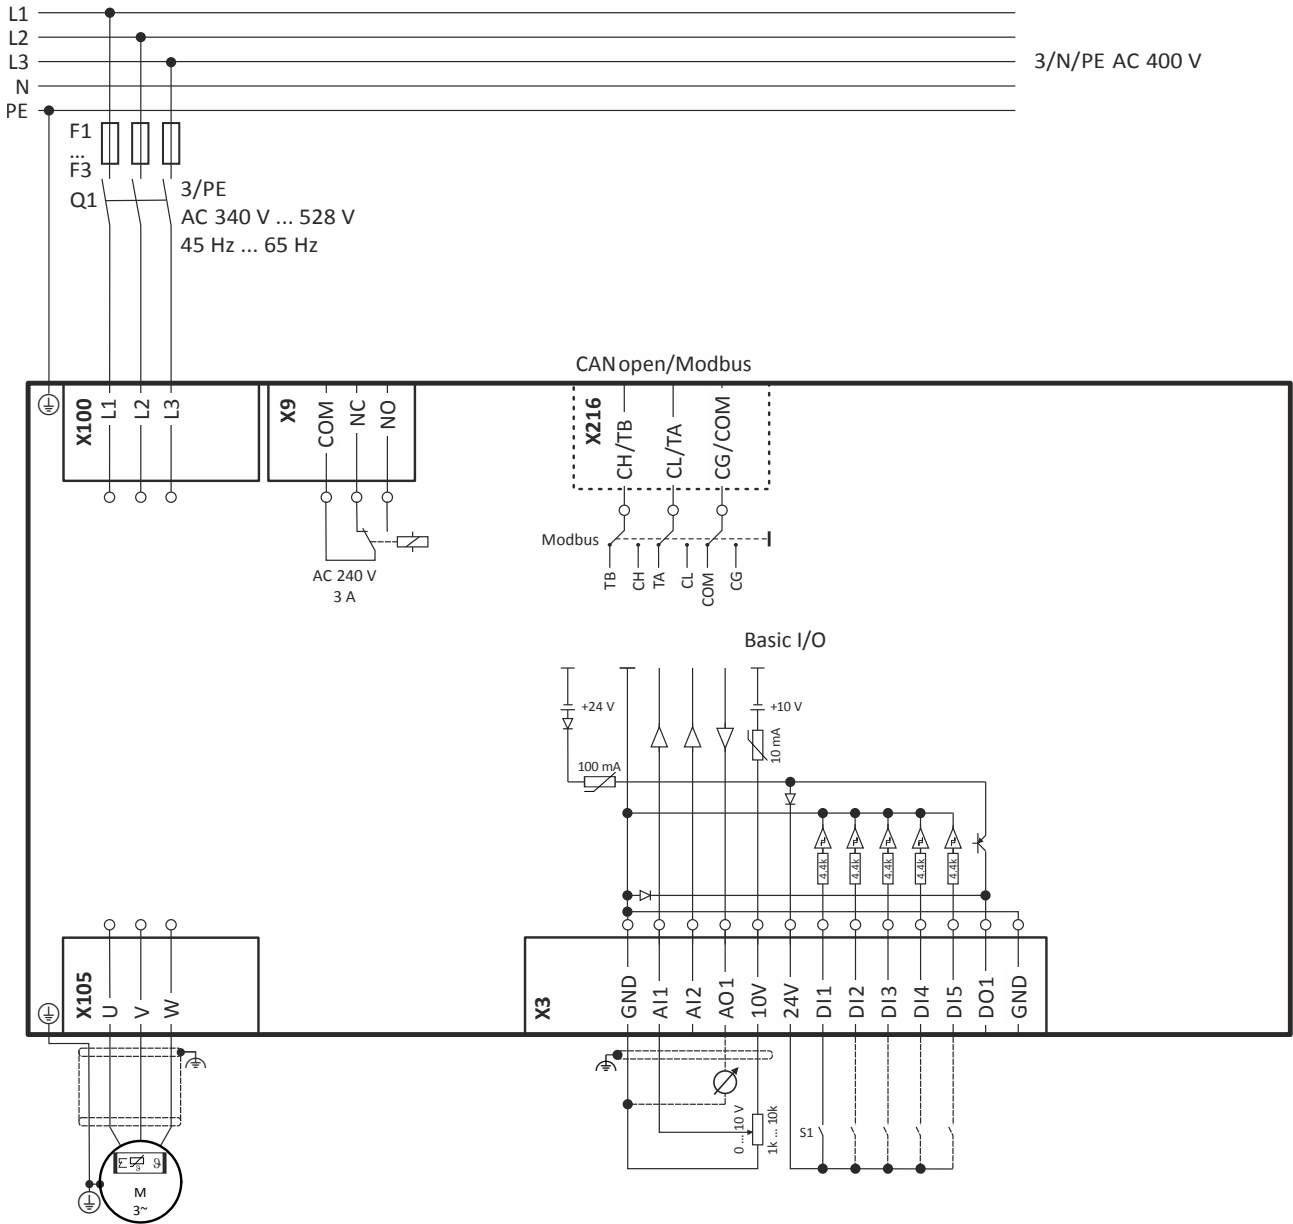 L1
L2
L3
N
PE
3/N/PE AC 400 V
F1
...
F3
Q1
3/PE
AC 340 V ... 528 V
45 Hz ... 65 Hz
CANopen/Modbus
X100
L1
L2
L3
X9
COM
NC
NO
X216
CH/TB
CL/TA
CG/COM
AC 240 V
3 A
Modbus
TB
CH
TA
CL
COM
CG
Basic I/O
+24 V
+10 V
100 mA
10 mA
4.4k
4.4k
4.4k
4.4k
4.4k
X105
U
V
W
X3
GND
AI1
AI2
AO1
10V
24V
DI1
DI2
DI3
DI4
DI5
DO1
GND
0 ... 10 V
1k ... 10k
S1
ϑ
M
3~